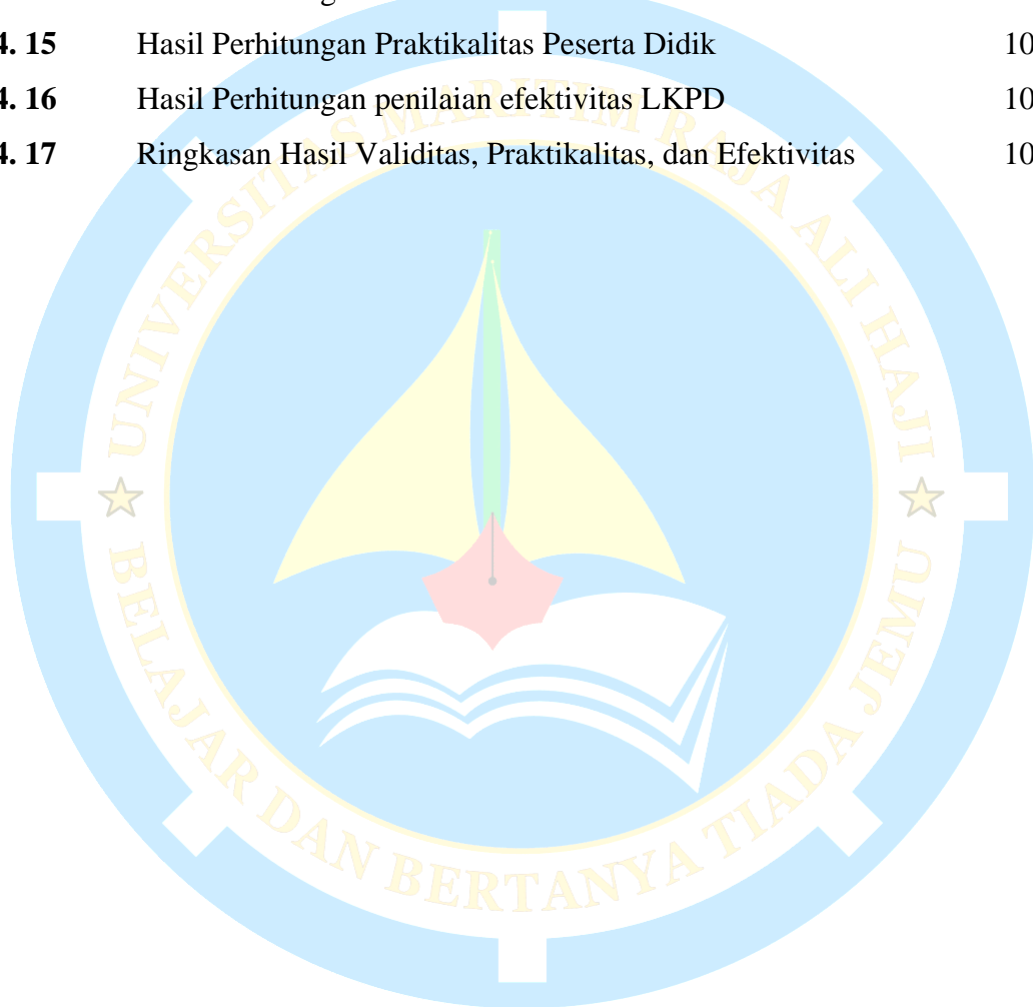 4. 15 Hasil Perhitungan Praktikalitas Peserta Didik 10
4. 16 Hasil Perhitungan penilaian efektivitas LKPD 10
4. 17 Ringkasan Hasil Validitas, Praktikalitas, dan Efektivitas 10
UNIVERSITAS MARITIM RAJA ALI HAJI
BELAJAR DAN BERTANYA TIADA JEMU